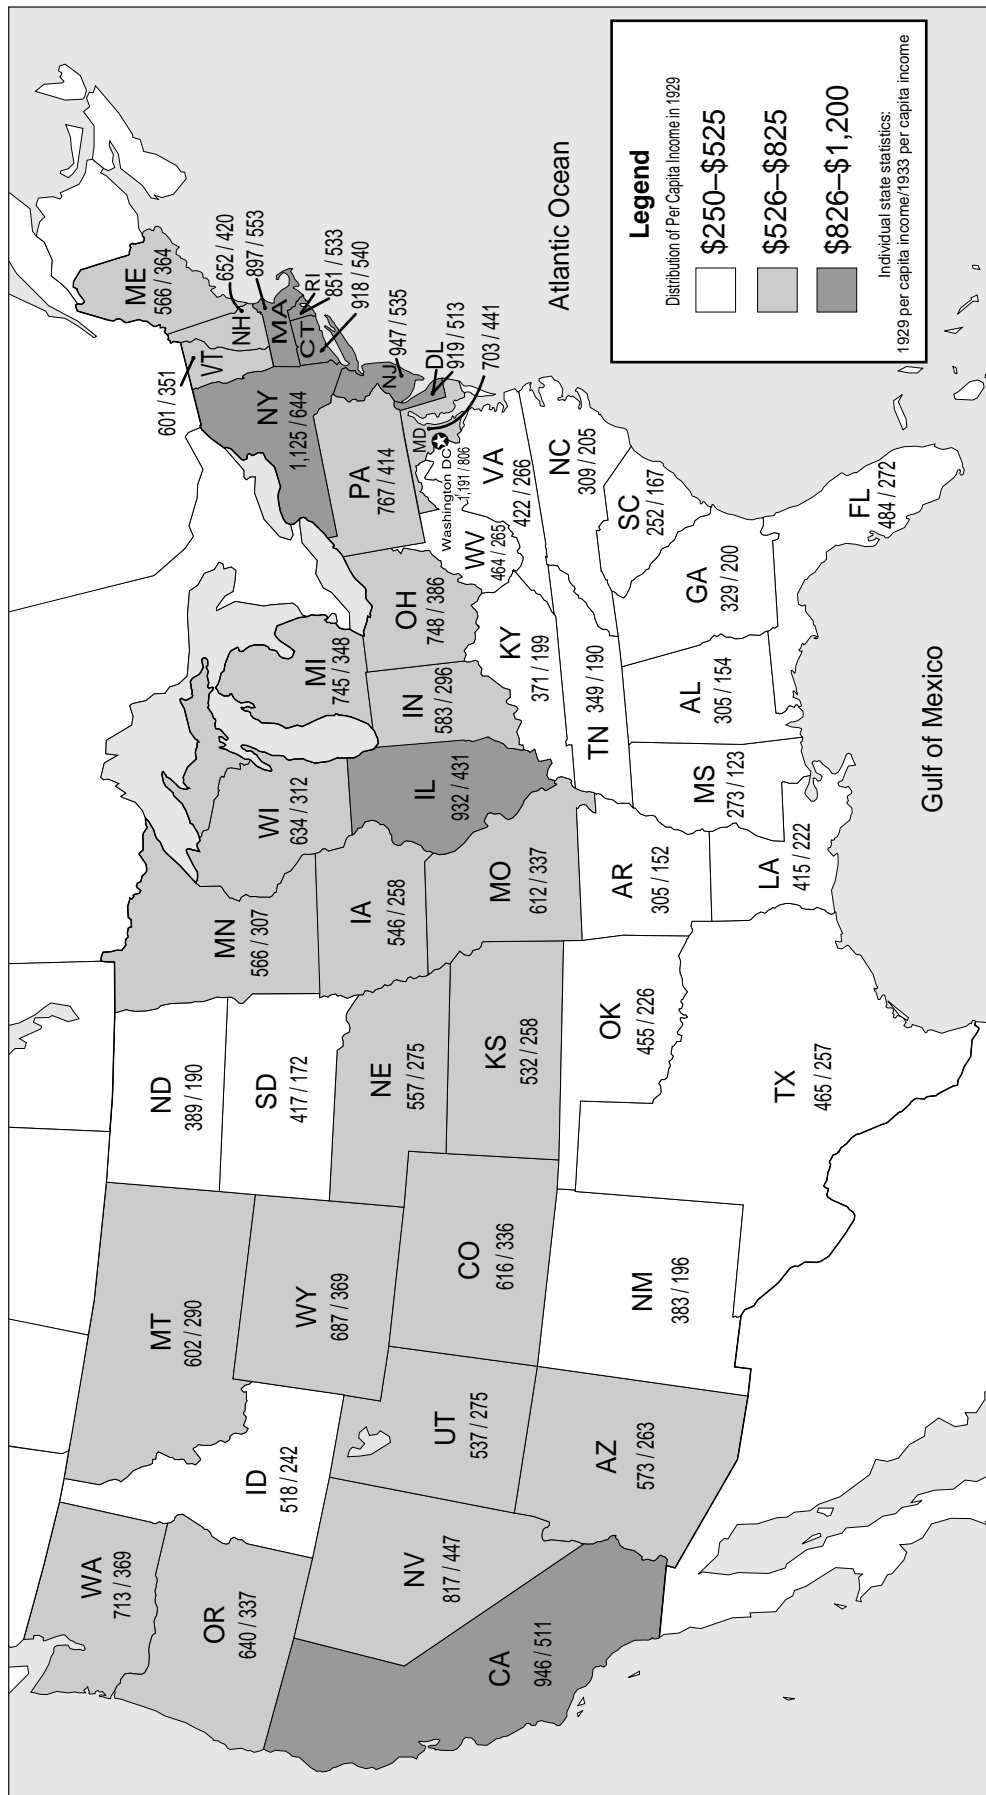 WA
713 / 369
OR
640 / 337
CA
946 / 511
NV
817 / 447
ID
518 / 242
MT
602 / 290
WY
687 / 369
UT
537 / 275
AZ
573 / 263
CO
616 / 336
NM
383 / 196
ND
389 / 190
SD
417 / 172
NE
557 / 275
KS
532 / 258
OK
455 / 226
TX
465 / 257
MN
566 / 307
IA
546 / 258
MO
612 / 337
AR
305 / 152
LA
415 / 222
WI
634 / 312
IL
932 / 431
MI
745 / 348
IN
583 / 296
OH
748 / 386
KY
371 / 199
TN 349 / 190
MS
273 / 123
AL
305 / 154
GA
329 / 200
FL
484 / 272
SC
252 / 167
NC
309 / 205
VA
422 / 266
WV
464 / 265
Washington DC
1,191 / 806
MD
703 / 441
DL
919 / 513
PA
767 / 414
NJ 947 / 535
NY
1,125 / 644
CT
918 / 540
RI
851 / 533
MA
897 / 553
VT
601 / 351
NH
652 / 420
ME
566 / 364
Atlantic Ocean
Gulf of Mexico
Legend
Distribution of Per Capita Income in 1929
$250–$525
$526–$825
$826–$1,200
Individual state statistics:
1929 per capita income/1933 per capita income